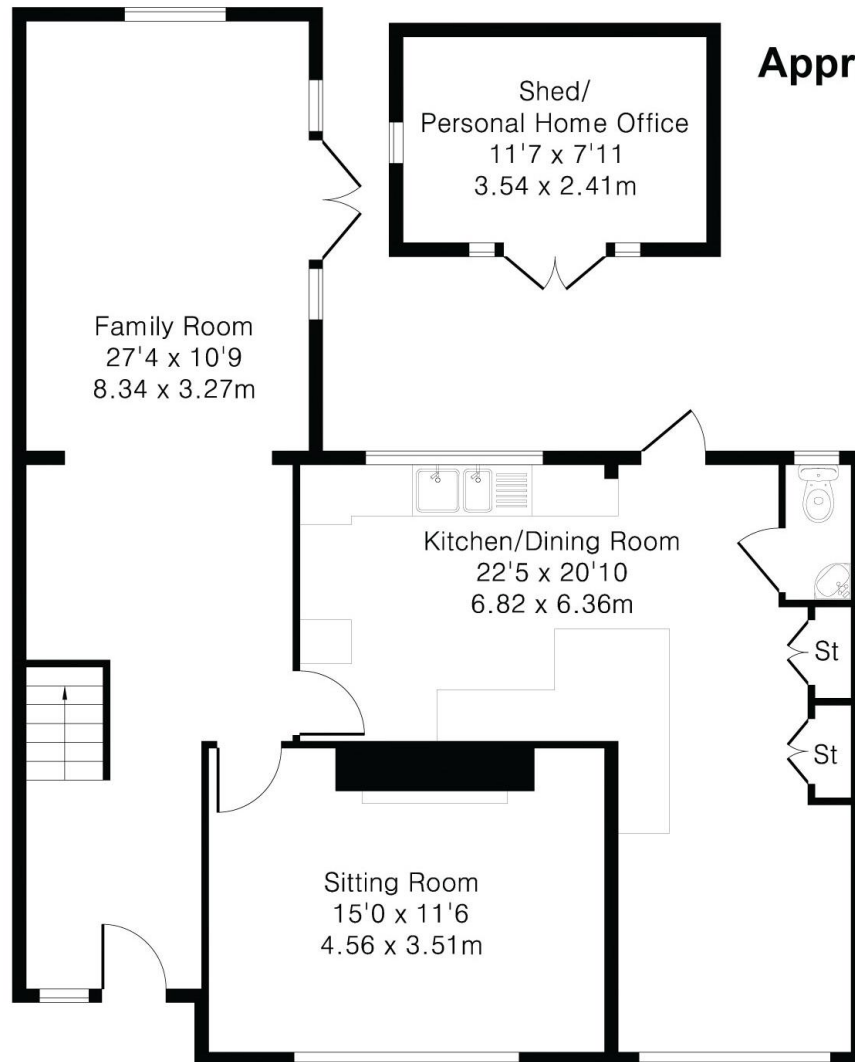 Appr
Shed/
Personal Home Office
11'7 x 7'11
3.54 x 2.41m
Family Room
27'4 x 10'9
8.34 x 3.27m
Kitchen/Dining Room
22'5 x 20'10
6.82 x 6.36m
St
St
Sitting Room
15'0 x 11'6
4.56 x 3.51m